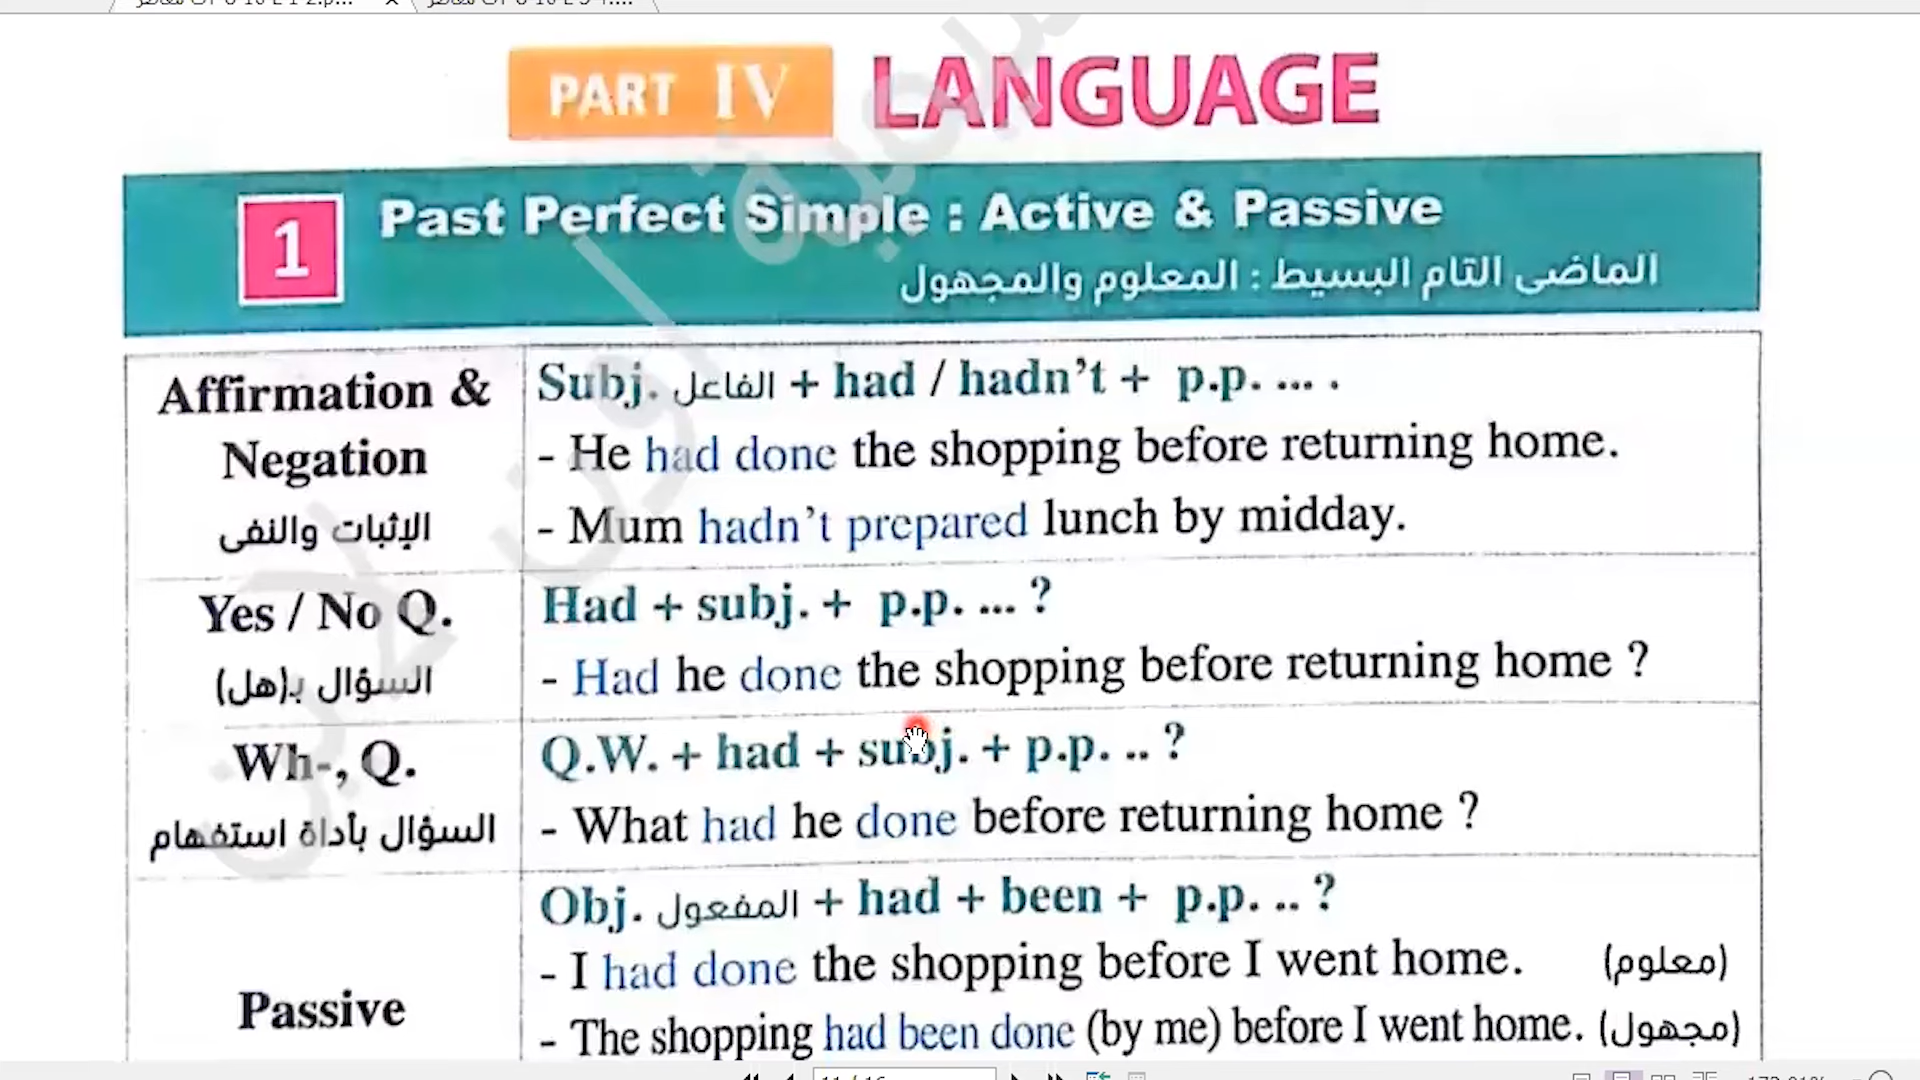 PART IV LANGUAGE
1
Past Perfect Simple : Active & Passive
الماضى التام البسيط : المعلوم والمجهول
Affirmation &
Negation
الإثبات والنفى
Subj. الفاعل + had / hadn't + p.p. ... .
- He had done the shopping before returning home.
- Mum hadn't prepared lunch by midday.
Yes / No Q.
السؤال بـ(هل)
Had + subj. + p.p. ... ?
- Had he done the shopping before returning home ?
Wh-, Q.
السؤال بأداة استفهام
Q.W. + had + subj. + p.p. .. ?
- What had he done before returning home ?
Passive
Obj. المفعول + had + been + p.p. .. ?
- I had done the shopping before I went home. (معلوم)
- The shopping had been done (by me) before I went home. (مجهول)